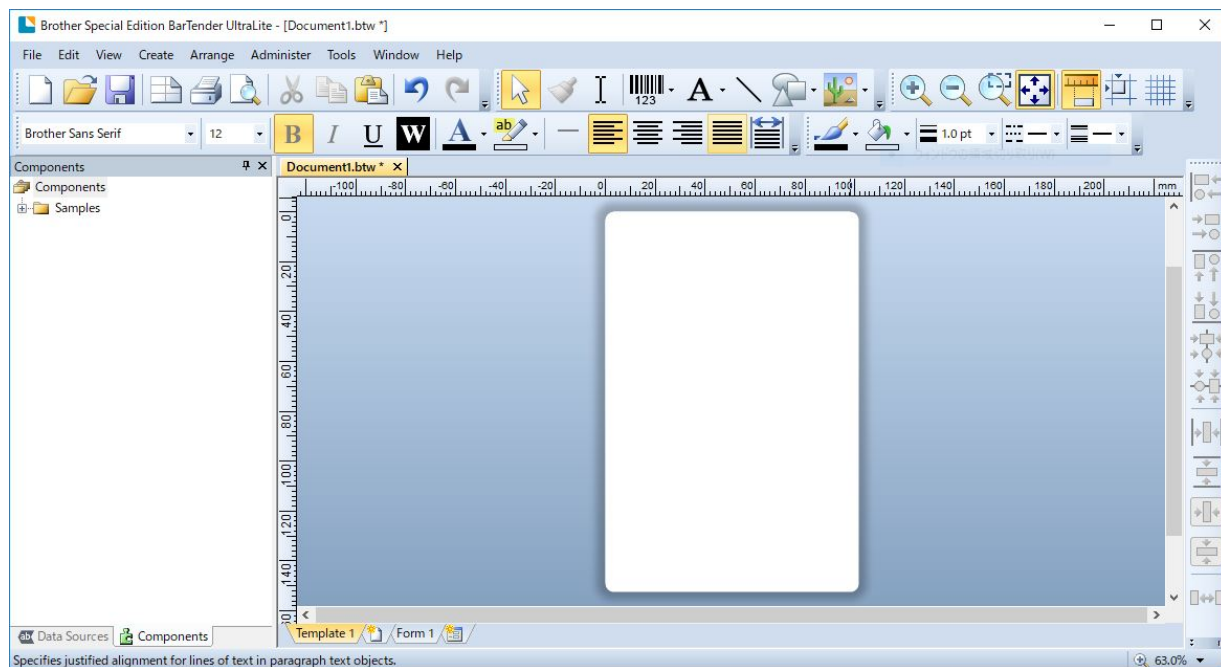 Brother Special Edition BarTender UltraLite - [Document1.btw *]
File Edit View Create Arrange Administer Tools Window Help
123 A
Brother Sans Serif 12 B I U W A ab 1.0 pt
Components Document1.btw *
Components
Samples
100 80 60 40 20 0 20 40 60 80 100 120 140 160 180 200 mm
0
20
40
60
80
100
120
140
Data Sources Components Template 1 Form 1
Specifies justified alignment for lines of text in paragraph text objects. 63.0%